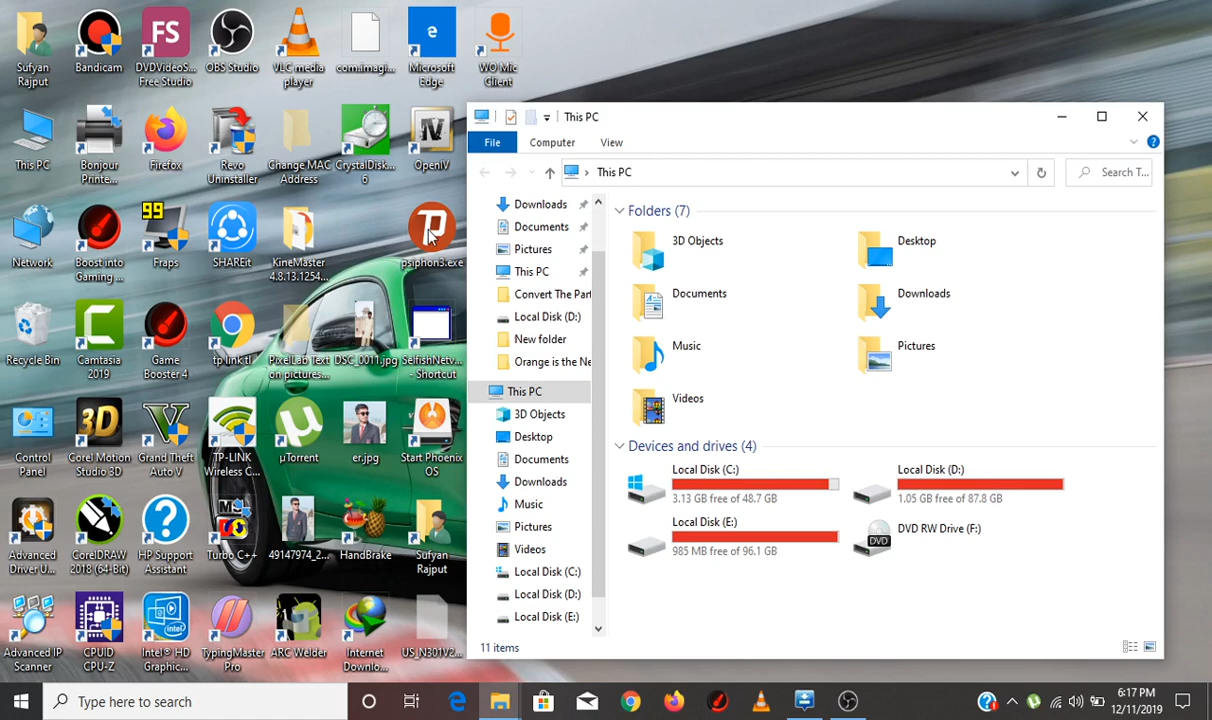 Sufyan
Rajput
Bandicam
FS
DVDVideoS...
Free Studio
OBS Studio
VLC media
player
com.imagi...
Microsoft
Edge
WO Mic
Client
This PC
Bonjour
Printe...
Firefox
Revo
Uninstaller
Change MAC
Address
CrystalDisk...
6
OpenIV
Network
Boost into
Gaming ...
99
Fraps
SHAREit
KineMaster
4.8.13.1254...
psiphon3.exe
Recycle Bin
Camtasia
2019
Game
Booster 4
tp link tl
PixelLab Text
on pictures...
DSC_0011.jpg
SelfishNetv...
- Shortcut
Control
Panel
3D
Corel Motion
Studio 3D
Grand Theft
Auto V
TP-LINK
Wireless C...
µTorrent
er.jpg
Start Phoenix
OS
Advanced
Driver U...
CorelDRAW
2018 (64-Bit)
HP Support
Assistant
Turbo C++
49147974_2...
HandBrake
Sufyan
Rajput
Advanced IP
Scanner
CPUID
CPU-Z
Intel® HD
Graphic...
TypingMaster
Pro
ARC Welder
Internet
Downlo...
US_N301V2...
This PC
File
Computer
View
This PC
Search T...
Downloads
Documents
Pictures
This PC
Convert The Part
Local Disk (D:)
New folder
Orange is the Ne
This PC
3D Objects
Desktop
Documents
Downloads
Music
Pictures
Videos
Local Disk (C:)
Local Disk (D:)
Local Disk (E:)
Folders (7)
3D Objects
Desktop
Documents
Downloads
Music
Pictures
Videos
Devices and drives (4)
Local Disk (C:)
3.13 GB free of 48.7 GB
Local Disk (D:)
1.05 GB free of 87.8 GB
Local Disk (E:)
985 MB free of 96.1 GB
DVD
DVD RW Drive (F:)
11 items
Type here to search
6:17 PM
12/11/2019